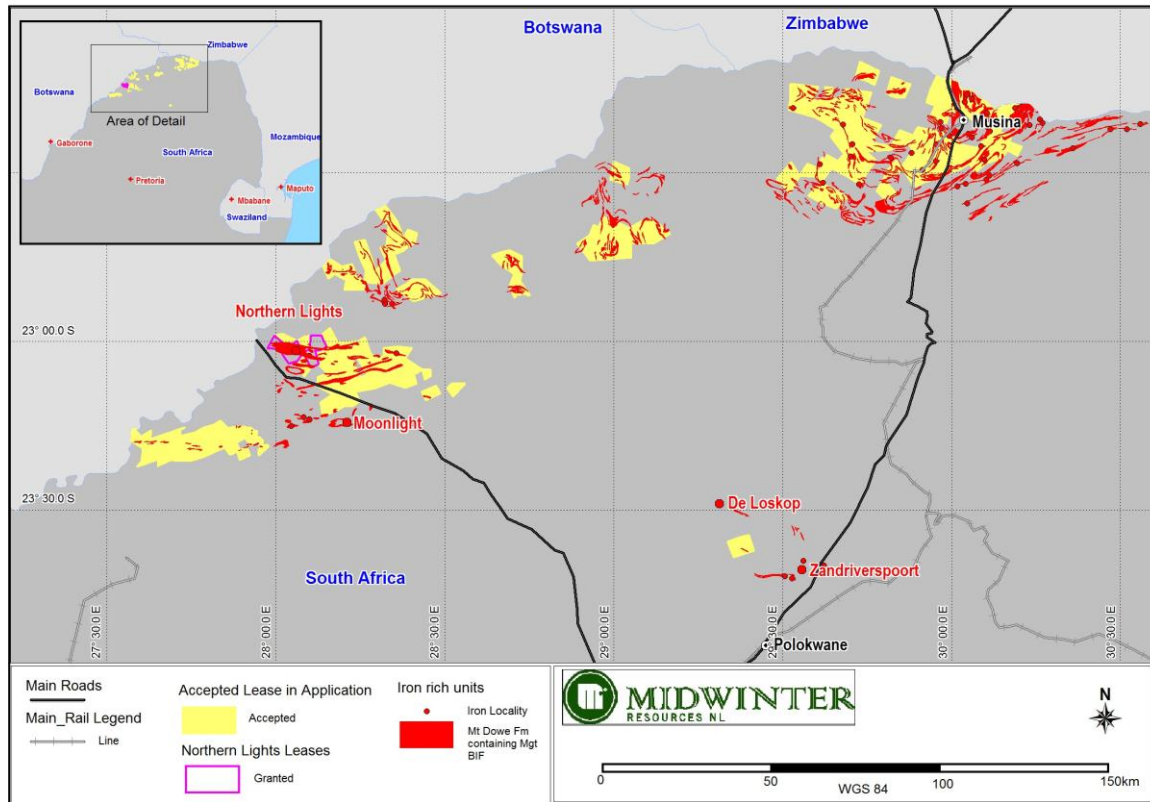 Botswana
Zimbabwe
Zimbabwe
Botswana
Area of Detail
Mozambique
Gaborone
South Africa
Pretoria
Maputo
Mbabane
Swaziland
Musina
Northern Lights
23° 00.0 S
Moonlight
23° 30.0 S
De Loskop
South Africa
Zandriverspoort
Polokwane
27° 30.0 E
28° 00.0 E
28° 30.0 E
29° 00.0 E
29° 30.0 E
30° 00.0 E
30° 30.0 E
Main Roads
Main_Rail Legend
Line
Accepted Lease in Application
Accepted
Northern Lights Leases
Granted
Iron rich units
Iron Locality
Mt Dowe Fm
containing Mgt
BIF
MIDWINTER
RESOURCES NL
N
0 50 100 150km
WGS 84